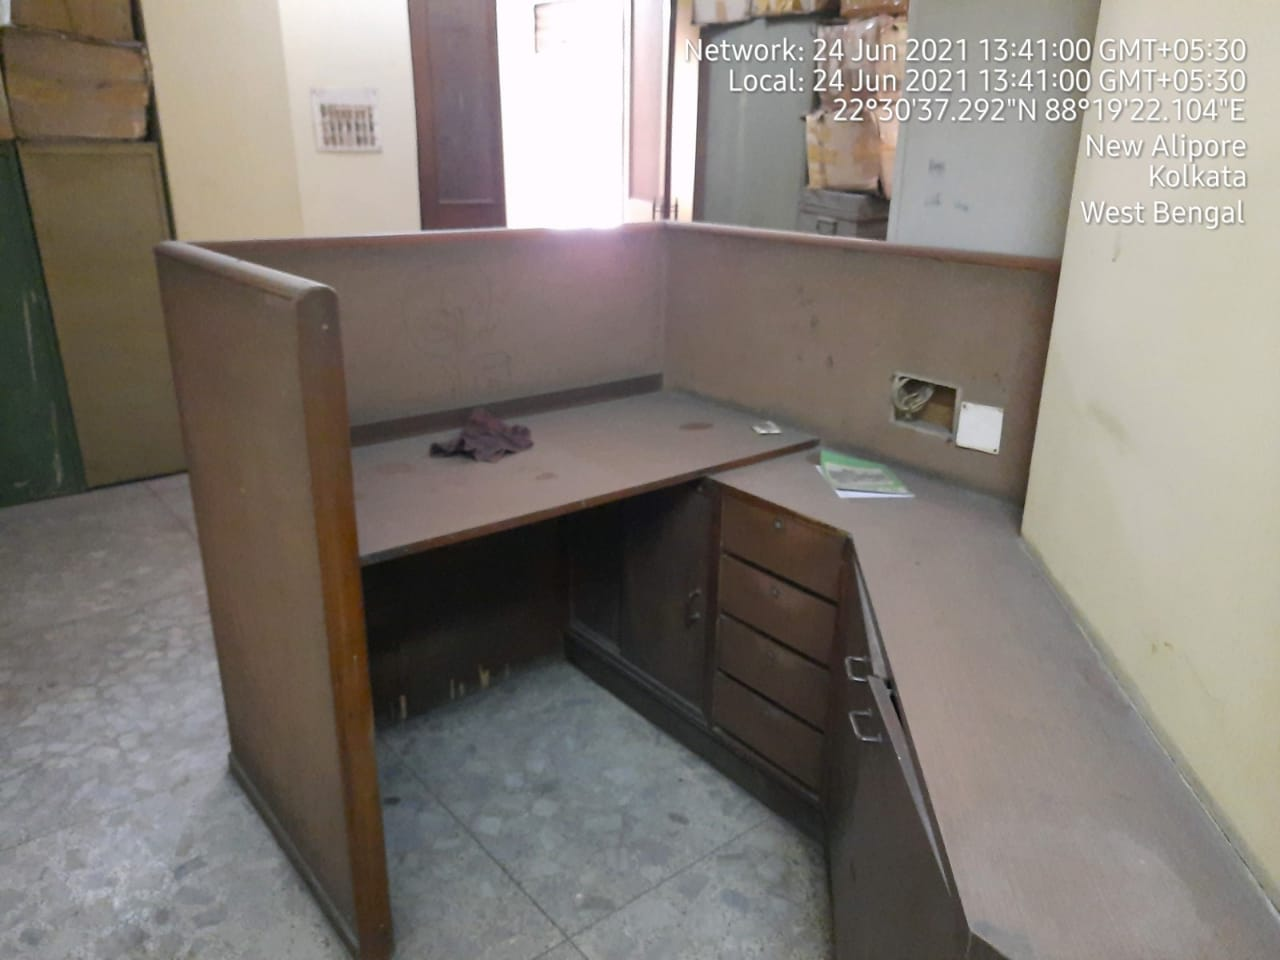 Network: 24 Jun 2021 13:41:00 GMT+05:30
Local: 24 Jun 2021 13:41:00 GMT+05:30
22°30'37.292"N 88°19'22.104"E
New Alipore
Kolkata
West Bengal